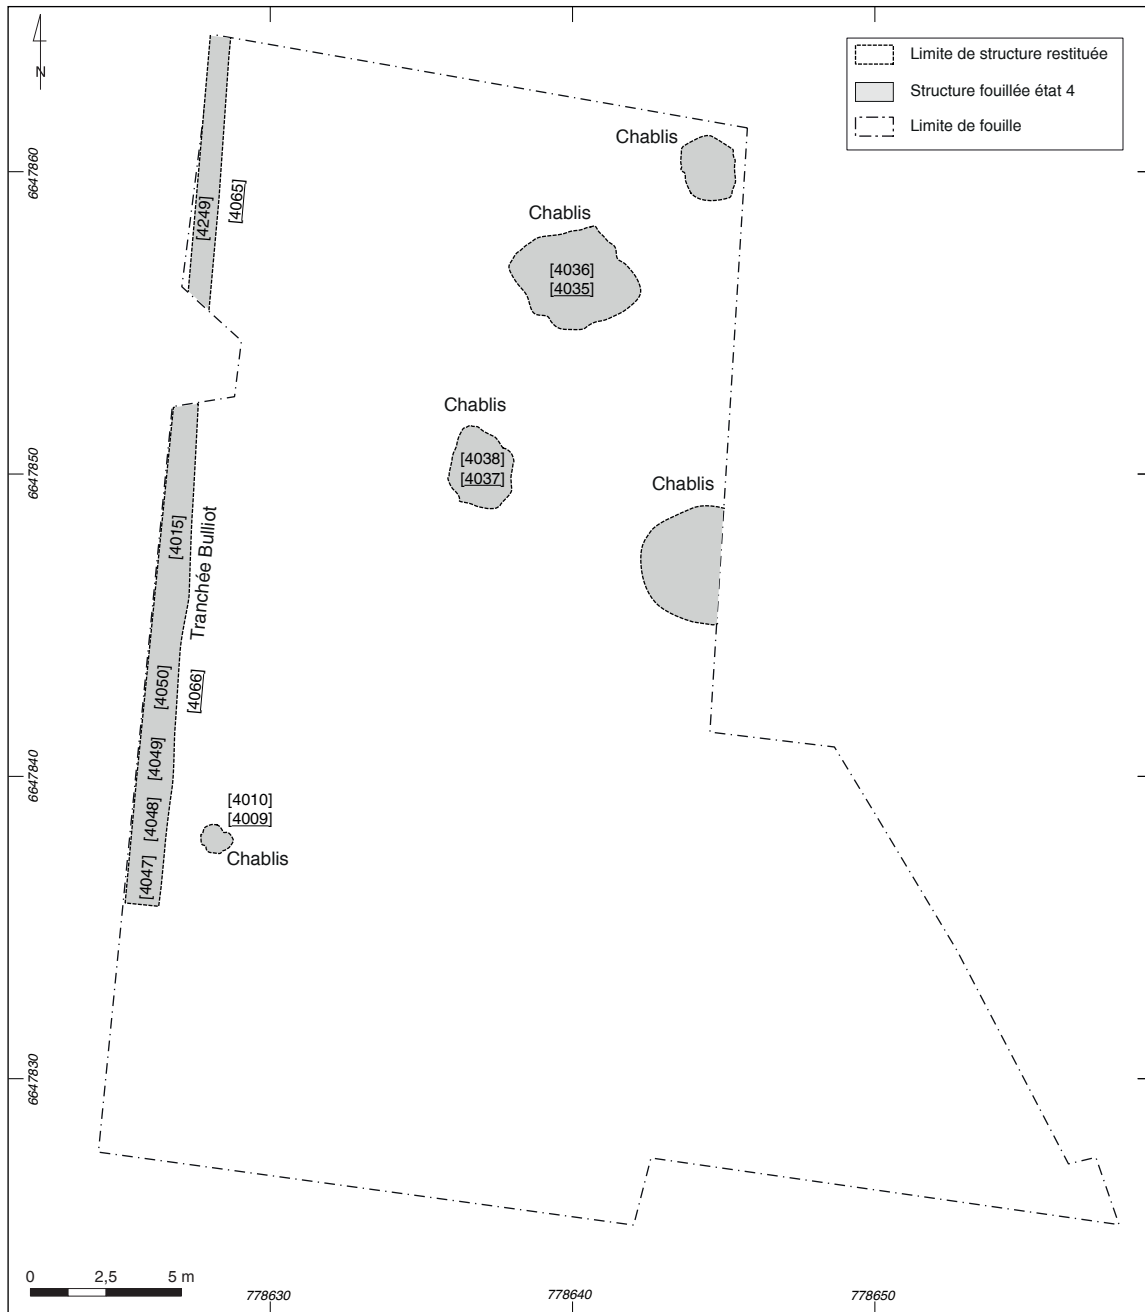 N
Limite de structure restituée
Structure fouillée état 4
Limite de fouille
Chablis
6647860
[4249]
[4065]
Chablis
[4036]
[4035]
Chablis
[4038]
[4037]
6647850
Chablis
[4015]
Tranchée Bulliot
[4050]
[4066]
[4049]
6647840
[4048]
[4010]
[4009]
Chablis
[4047]
6647830
0 2,5 5 m
778630 778640 778650